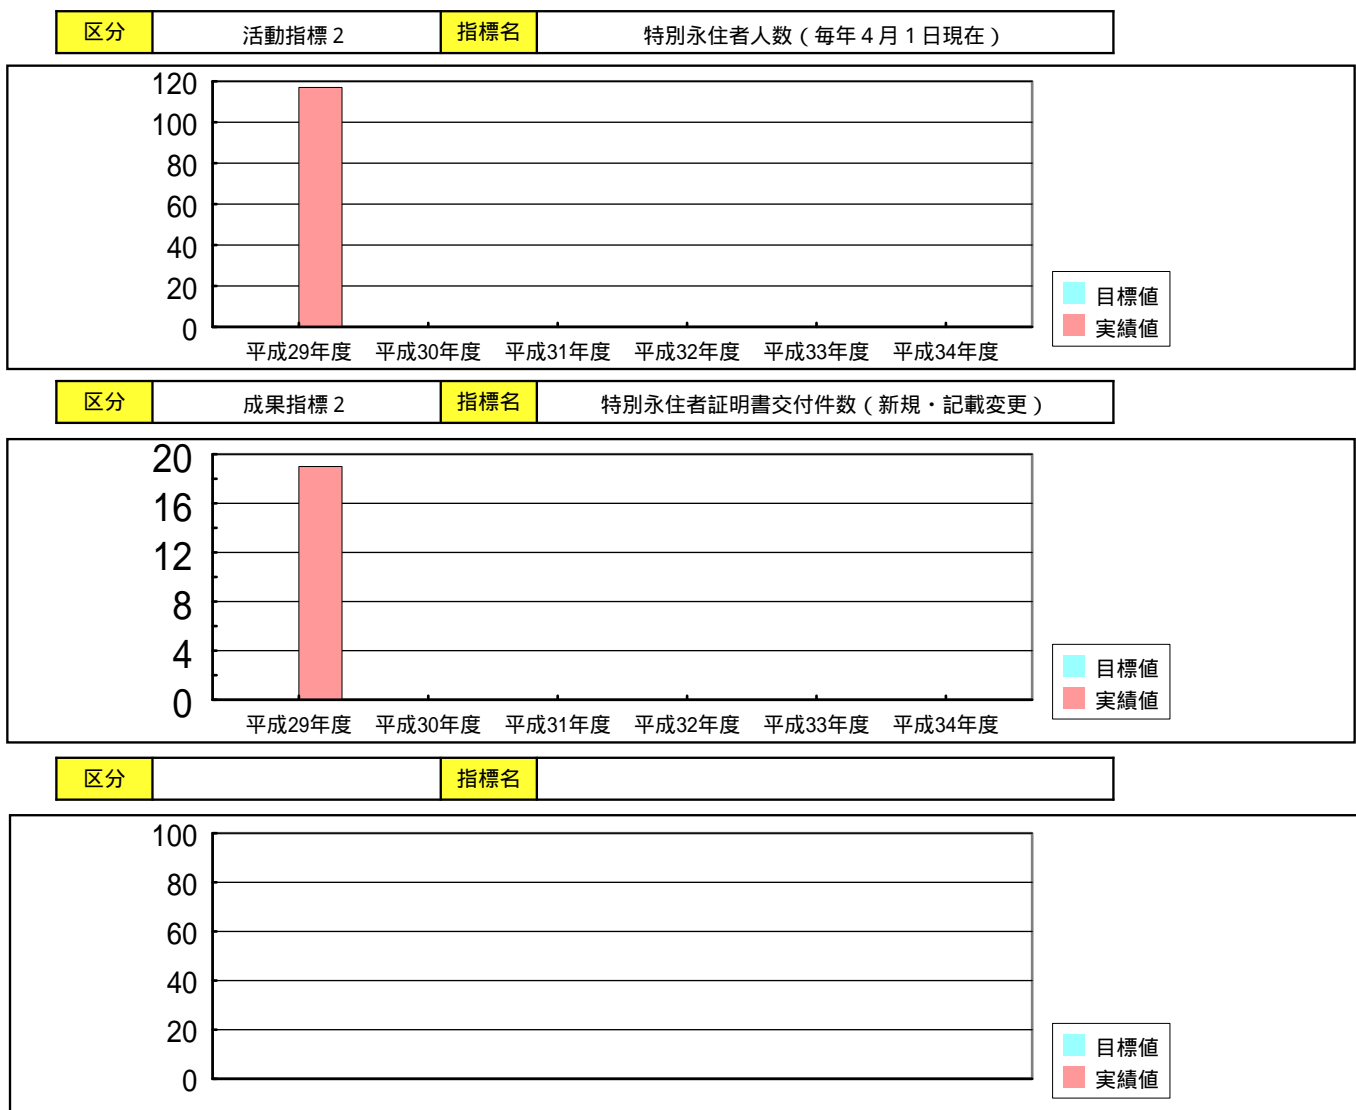 区分 活動指標２ 指標名 特別永住者人数（毎年４月１日現在）
120
100
80
60
40
20
0
平成29年度 平成30年度 平成31年度 平成32年度 平成33年度 平成34年度
目標値
実績値
区分 成果指標２ 指標名 特別永住者証明書交付件数（新規・記載変更）
20
16
12
8
4
0
平成29年度 平成30年度 平成31年度 平成32年度 平成33年度 平成34年度
目標値
実績値
区分 指標名
100
80
60
40
20
0
目標値
実績値